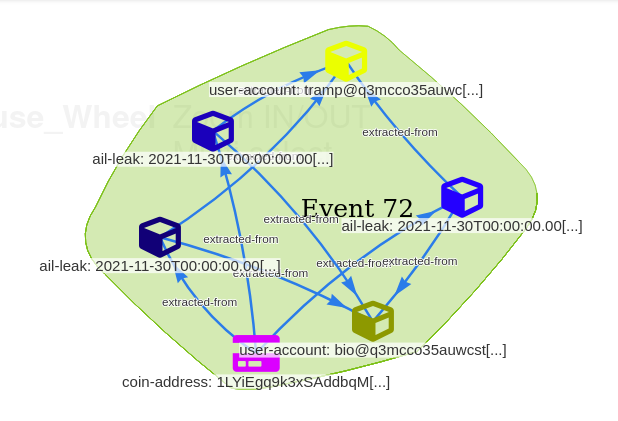 user-account: tramp@q3mcco35auwc[...]
use_Wheel Zoom IN/OUT
extracted-from
ail-leak: 2021-11-30T00:00:00.00[...]
Event 72
extracted-from
ail-leak: 2021-11-30T00:00:00.00[...]
extracted-from
extracted-from
extracted-from
ail-leak: 2021-11-30T00:00:00.00[...]
extracted-from
extracted-from
user-account: bio@q3mcco35auwcst[...]
coin-address: 1LYiEgq9k3xSAddbqM[...]